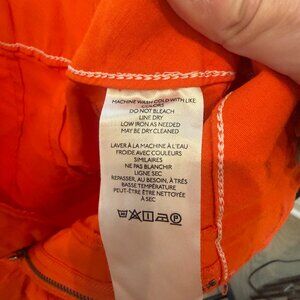 MACHINE WASH COLD WITH LIKE
COLORS
DO NOT BLEACH
LINE DRY
LOW IRON AS NEEDED
MAY BE DRY CLEANED
LAVER À LA MACHINE À L'EAU
FROIDE AVEC COULEURS
SIMILAIRES
NE PAS BLANCHIR
LIGNE SEC
REPASSER, AU BESOIN, À TRÈS
BASSE TEMPÉRATURE
PEUT-ÊTRE ÊTRE NETTOYÉE
À SEC